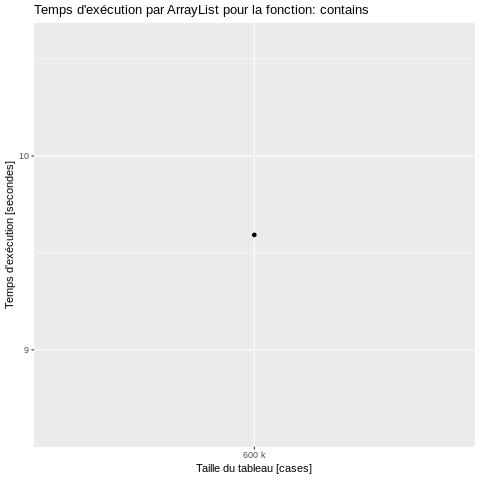 Temps d'exécution par ArrayList pour la fonction: contains
Temps d'exécution [secondes]
10
9
600 k
Taille du tableau [cases]